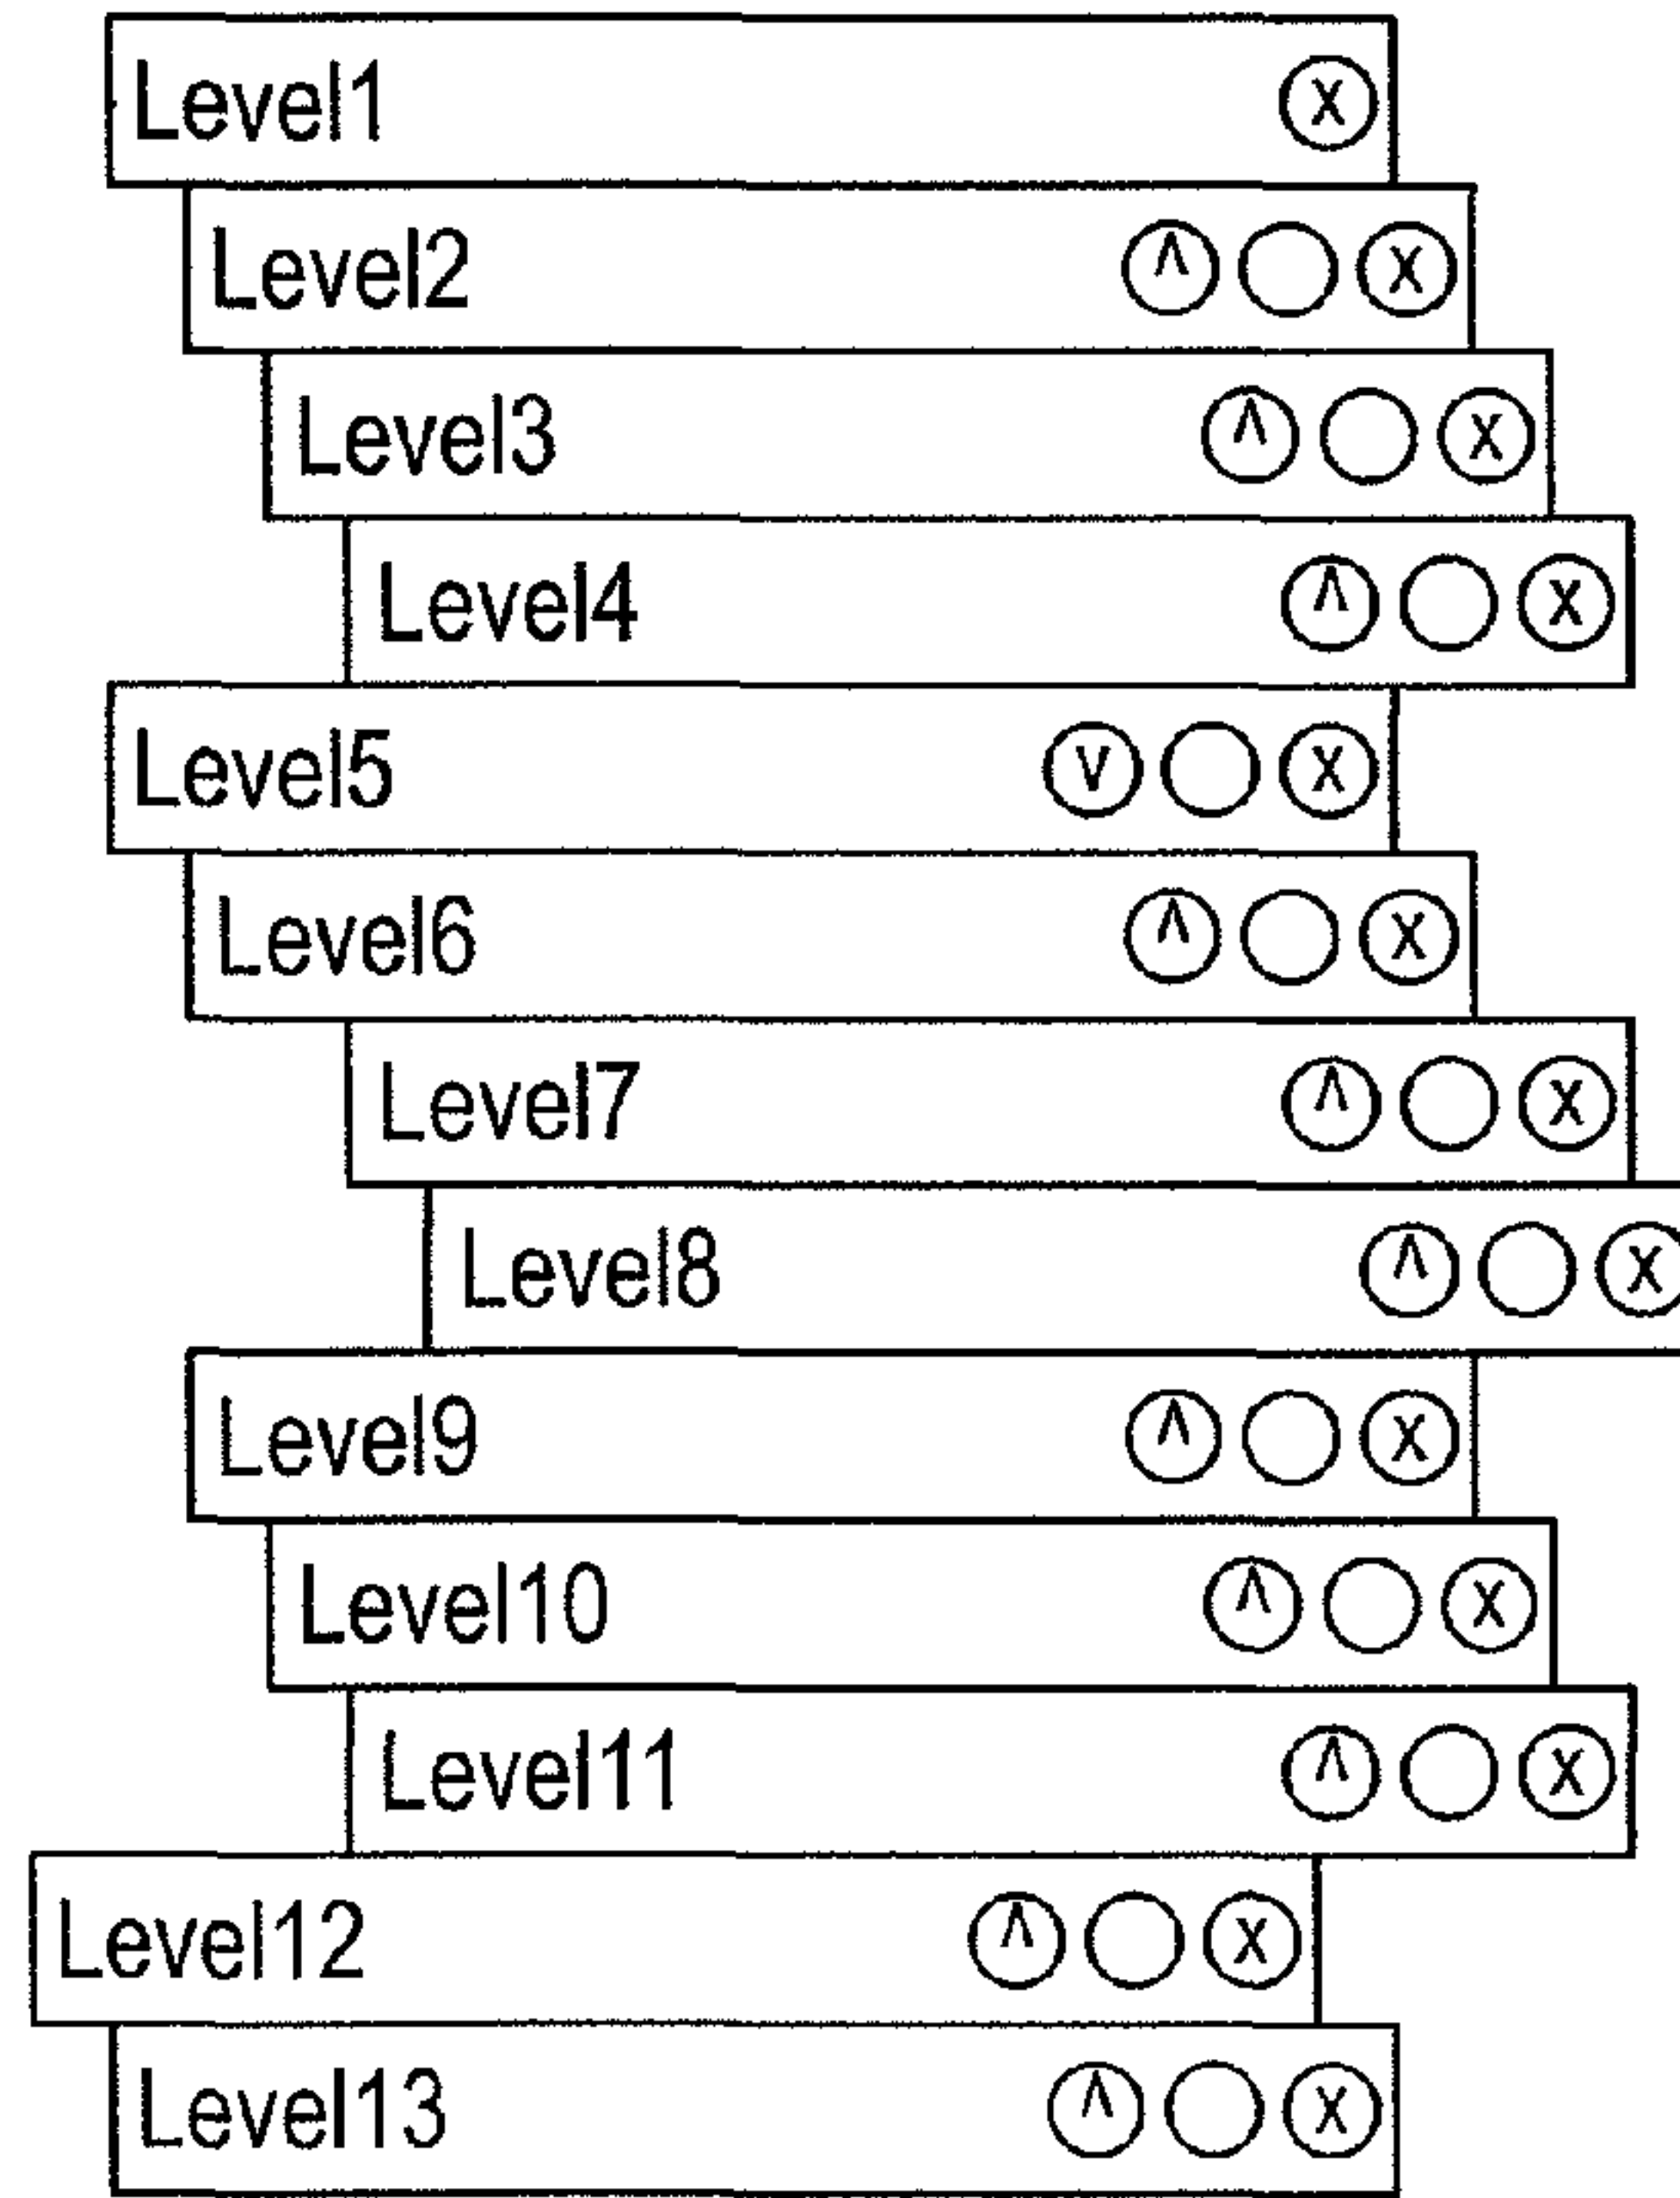 Level1 X
Level2 ^ X
Level3 ^ X
Level4 ^ X
Level5 v X
Level6 ^ X
Level7 ^ X
Level8 ^ X
Level9 ^ X
Level10 ^ X
Level11 ^ X
Level12 ^ X
Level13 ^ X